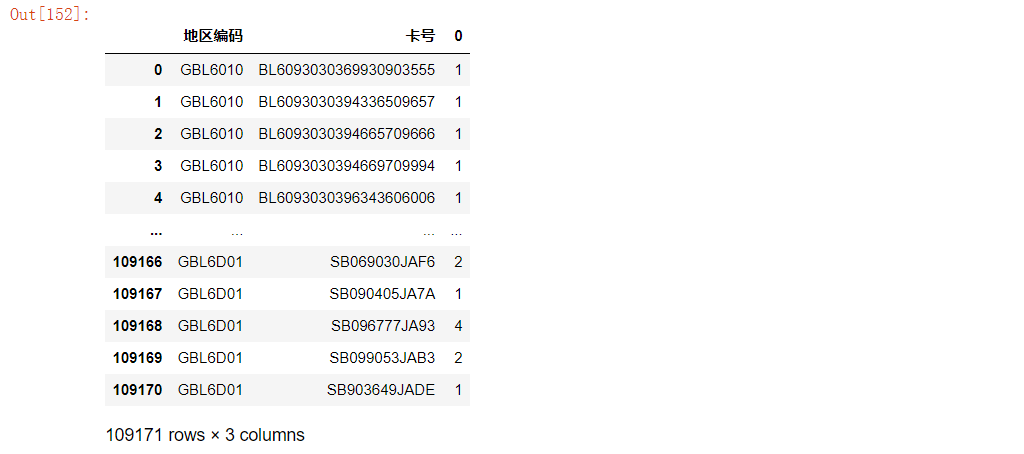 Out[152]:
地区编码 卡号 0
0 GBL6010 BL6093030369930903555 1
1 GBL6010 BL6093030394336509657 1
2 GBL6010 BL6093030394665709666 1
3 GBL6010 BL6093030394669709994 1
4 GBL6010 BL6093030396343606006 1
... ... ... ...
109166 GBL6D01 SB069030JAF6 2
109167 GBL6D01 SB090405JA7A 1
109168 GBL6D01 SB096777JA93 4
109169 GBL6D01 SB099053JAB3 2
109170 GBL6D01 SB903649JADE 1
109171 rows × 3 columns